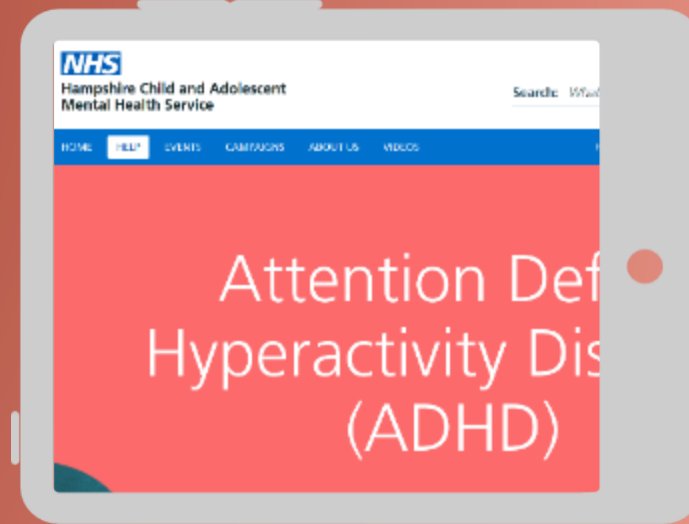 NHS
Hampshire Child and Adolescent
Mental Health Service
Search: What
HOME HELP EVENTS CAMPAIGNS ABOUT US VIDEOS
Attention Def
Hyperactivity Dis
(ADHD)